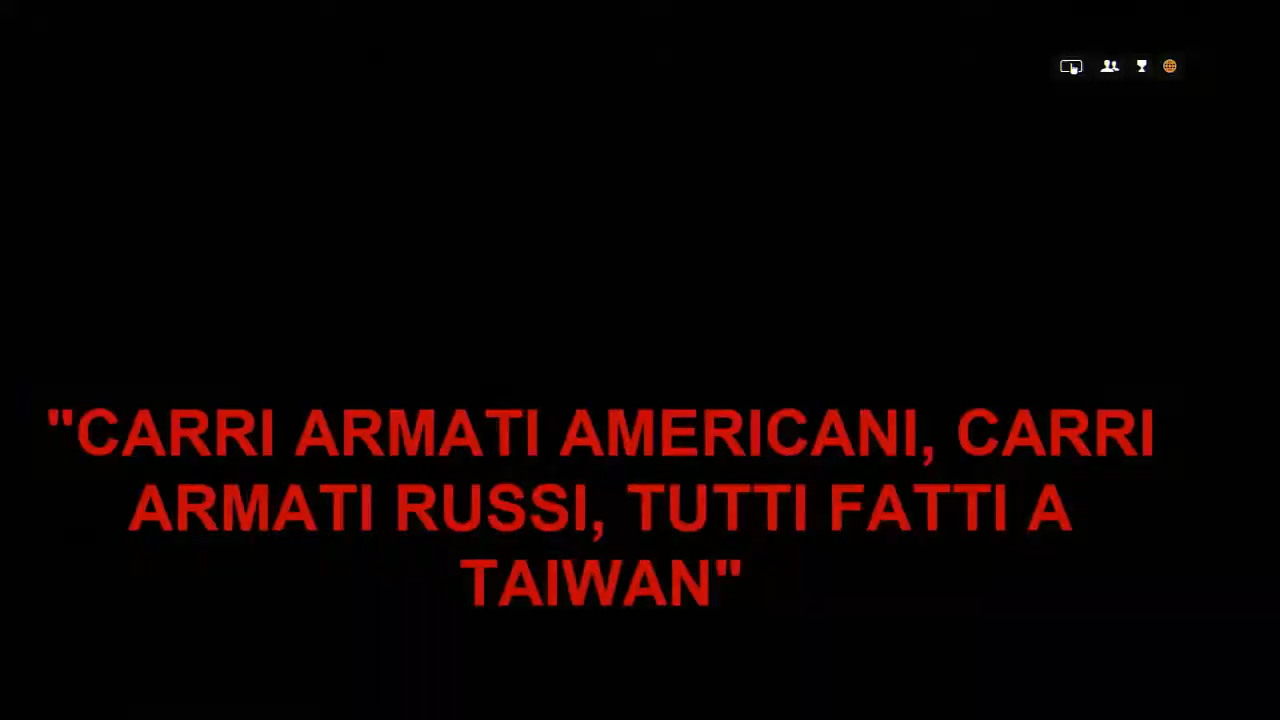 "CARRI ARMATI AMERICANI, CARRI
ARMATI RUSSI, TUTTI FATTI A
TAIWAN"